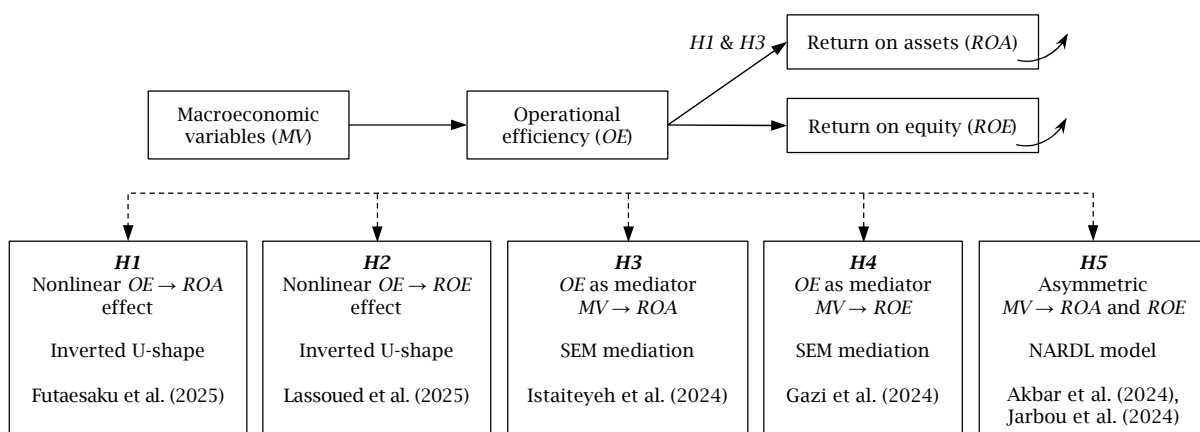 H1 & H3
Return on assets (ROA)
Macroeconomic
variables (MV)
Operational
efficiency (OE)
Return on equity (ROE)
H1
Nonlinear OE → ROA
effect
Inverted U-shape
Futaesaku et al. (2025)
H2
Nonlinear OE → ROE
effect
Inverted U-shape
Lassoued et al. (2025)
H3
OE as mediator
MV → ROA
SEM mediation
Istaiteyeh et al. (2024)
H4
OE as mediator
MV → ROE
SEM mediation
Gazi et al. (2024)
H5
Asymmetric
MV → ROA and ROE
NARDL model
Akbar et al. (2024),
Jarbou et al. (2024)